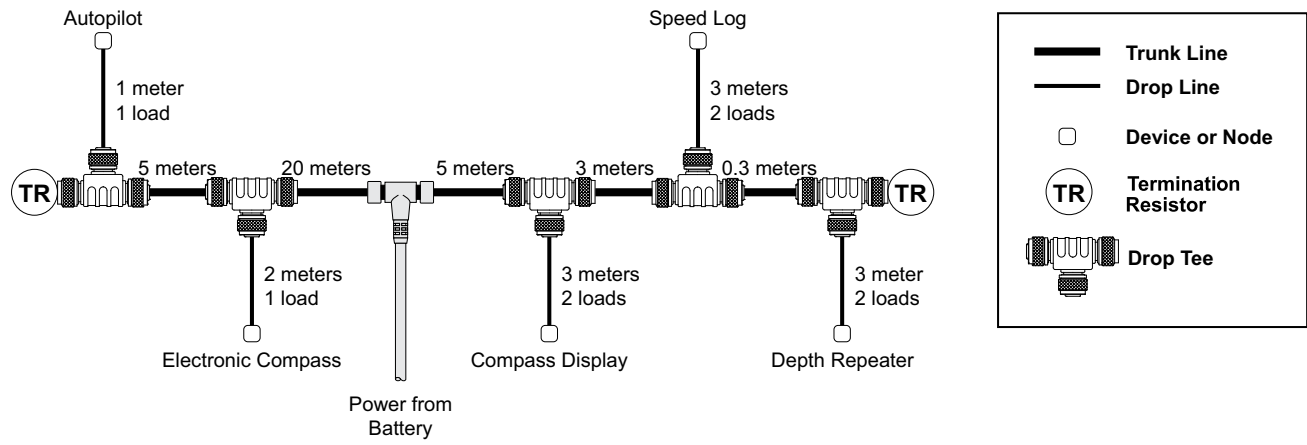 Autopilot
Speed Log
1 meter
1 load
3 meters
2 loads
5 meters
20 meters
5 meters
3 meters
0.3 meters
TR
TR
2 meters
1 load
3 meters
2 loads
3 meter
2 loads
Electronic Compass
Compass Display
Depth Repeater
Power from
Battery
Trunk Line
Drop Line
Device or Node
TR
Termination
Resistor
Drop Tee